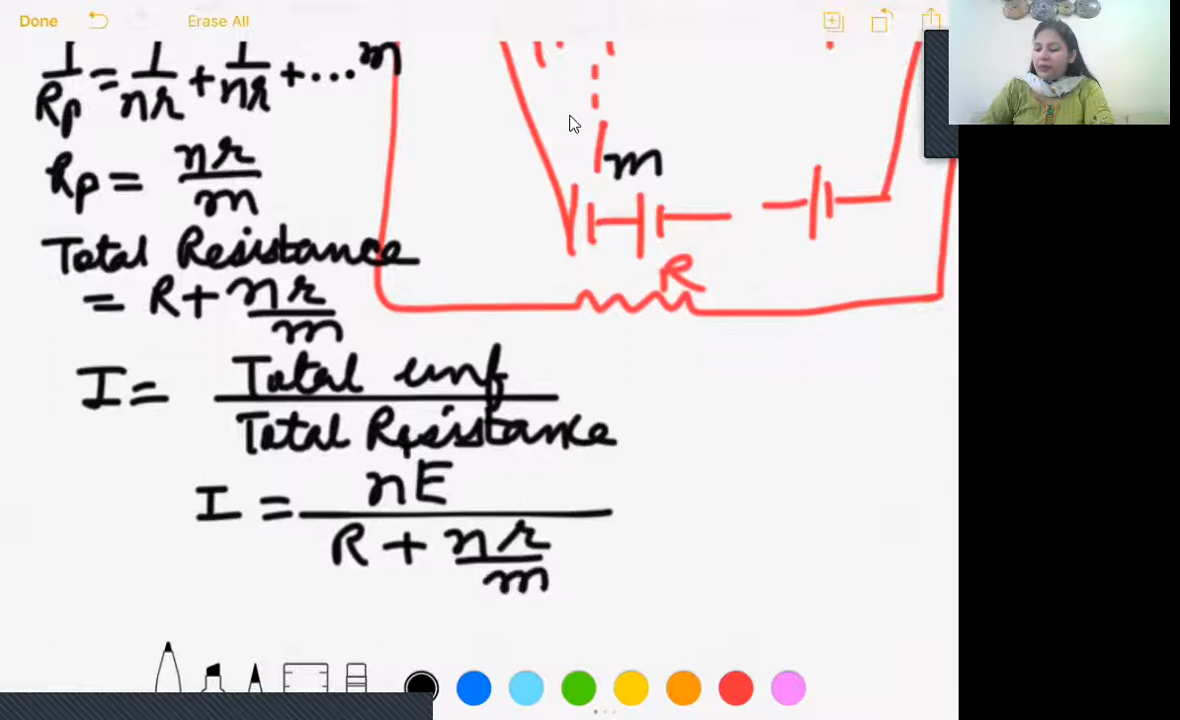 Done Erase All
1/Rp = 1/nr + 1/nr + ... m
Rp = nr/m
m
Total Resistance
= R + nr/m
R
I = Total emf / Total Resistance
I = nE / R + nr/m